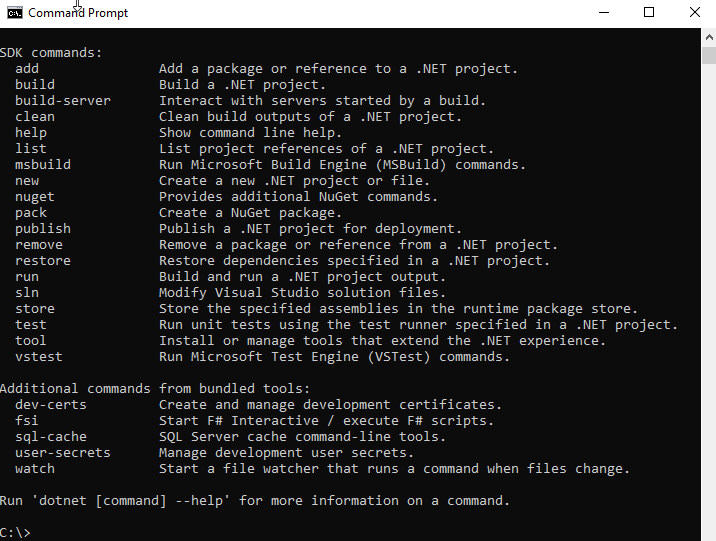 Command Prompt
SDK commands:
  add               Add a package or reference to a .NET project.
  build             Build a .NET project.
  build-server      Interact with servers started by a build.
  clean             Clean build outputs of a .NET project.
  help              Show command line help.
  list              List project references of a .NET project.
  msbuild           Run Microsoft Build Engine (MSBuild) commands.
  new               Create a new .NET project or file.
  nuget             Provides additional NuGet commands.
  pack              Create a NuGet package.
  publish           Publish a .NET project for deployment.
  remove            Remove a package or reference from a .NET project.
  restore           Restore dependencies specified in a .NET project.
  run               Build and run a .NET project output.
  sln               Modify Visual Studio solution files.
  store             Store the specified assemblies in the runtime package store.
  test              Run unit tests using the test runner specified in a .NET project.
  tool              Install or manage tools that extend the .NET experience.
  vstest            Run Microsoft Test Engine (VSTest) commands.
Additional commands from bundled tools:
  dev-certs         Create and manage development certificates.
  fsi               Start F# Interactive / execute F# scripts.
  sql-cache         SQL Server cache command-line tools.
  user-secrets      Manage development user secrets.
  watch             Start a file watcher that runs a command when files change.
Run 'dotnet [command] --help' for more information on a command.
C:\>